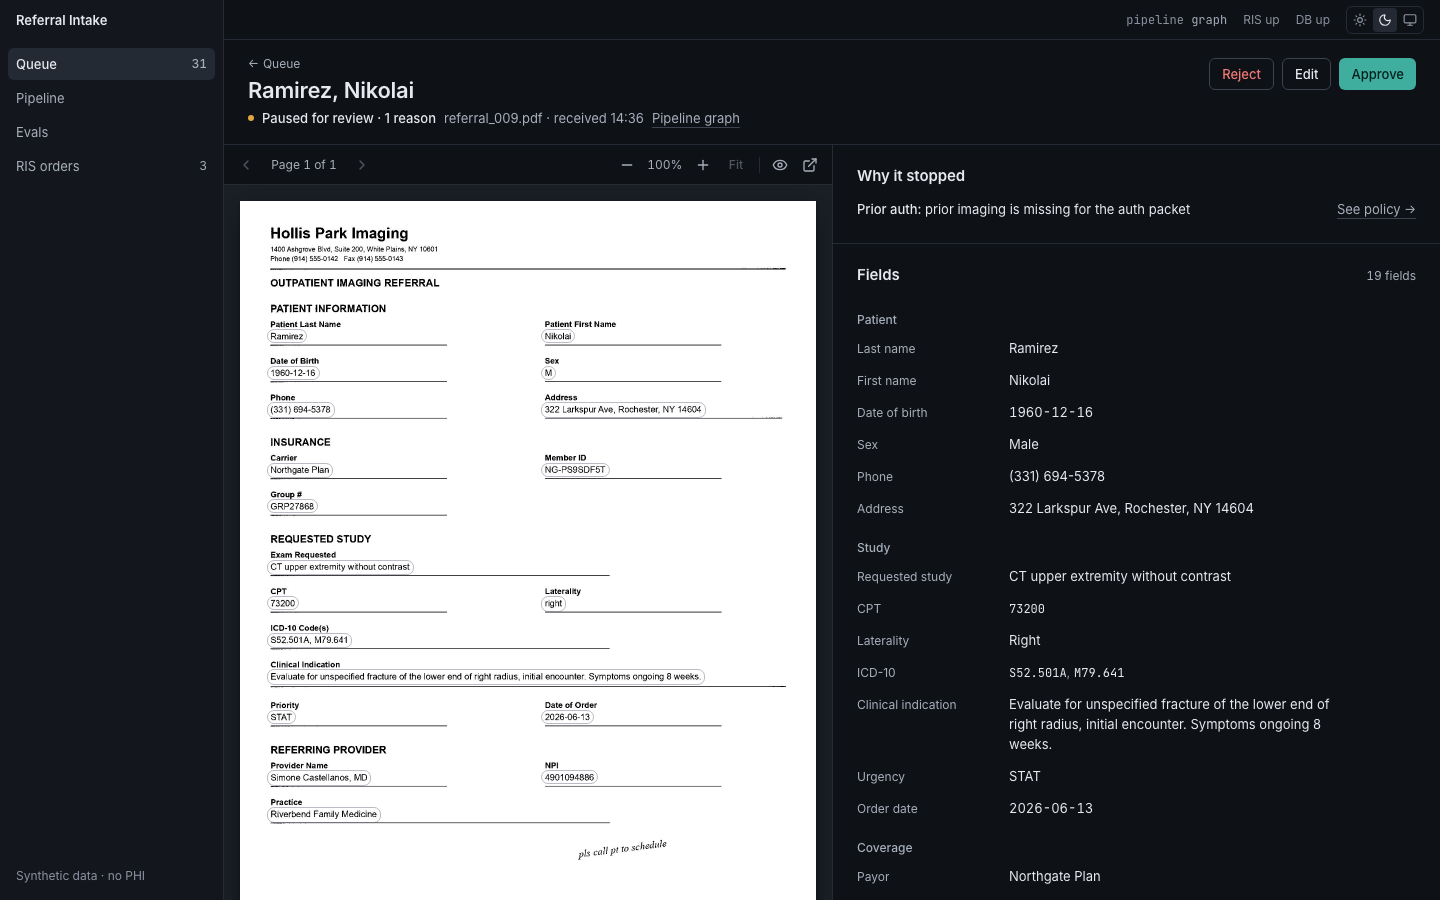 Referral Intake
Queue 31
Pipeline
Evals
RIS orders 3
Synthetic data · no PHI
pipeline graph RIS up DB up
← Queue
Ramirez, Nikolai
Paused for review · 1 reason referral_009.pdf · received 14:36 Pipeline graph
Reject Edit Approve
Page 1 of 1 100% Fit
Hollis Park Imaging
1400 Ashgrove Blvd, Suite 200, White Plains, NY 10601
Phone (914) 555-0142 Fax (914) 555-0143
OUTPATIENT IMAGING REFERRAL
PATIENT INFORMATION
Patient Last Name Patient First Name
Ramirez Nikolai
Date of Birth Sex
1960-12-16 M
Phone Address
(331) 694-5378 322 Larkspur Ave, Rochester, NY 14604
INSURANCE
Carrier Member ID
Northgate Plan NG-PS9SDF5T
Group #
GRP27868
REQUESTED STUDY
Exam Requested
CT upper extremity without contrast
CPT Laterality
73200 right
ICD-10 Code(s)
S52.501A, M79.641
Clinical Indication
Evaluate for unspecified fracture of the lower end of right radius, initial encounter. Symptoms ongoing 8 weeks.
Priority Date of Order
STAT 2026-06-13
REFERRING PROVIDER
Provider Name NPI
Simone Castellanos, MD 4901094886
Practice
Riverbend Family Medicine
pls call pt to schedule
Why it stopped
Prior auth: prior imaging is missing for the auth packet See policy →
Fields 19 fields
Patient
Last name Ramirez
First name Nikolai
Date of birth 1960-12-16
Sex Male
Phone (331) 694-5378
Address 322 Larkspur Ave, Rochester, NY 14604
Study
Requested study CT upper extremity without contrast
CPT 73200
Laterality Right
ICD-10 S52.501A, M79.641
Clinical indication Evaluate for unspecified fracture of the lower end of
right radius, initial encounter. Symptoms ongoing 8
weeks.
Urgency STAT
Order date 2026-06-13
Coverage
Payor Northgate Plan